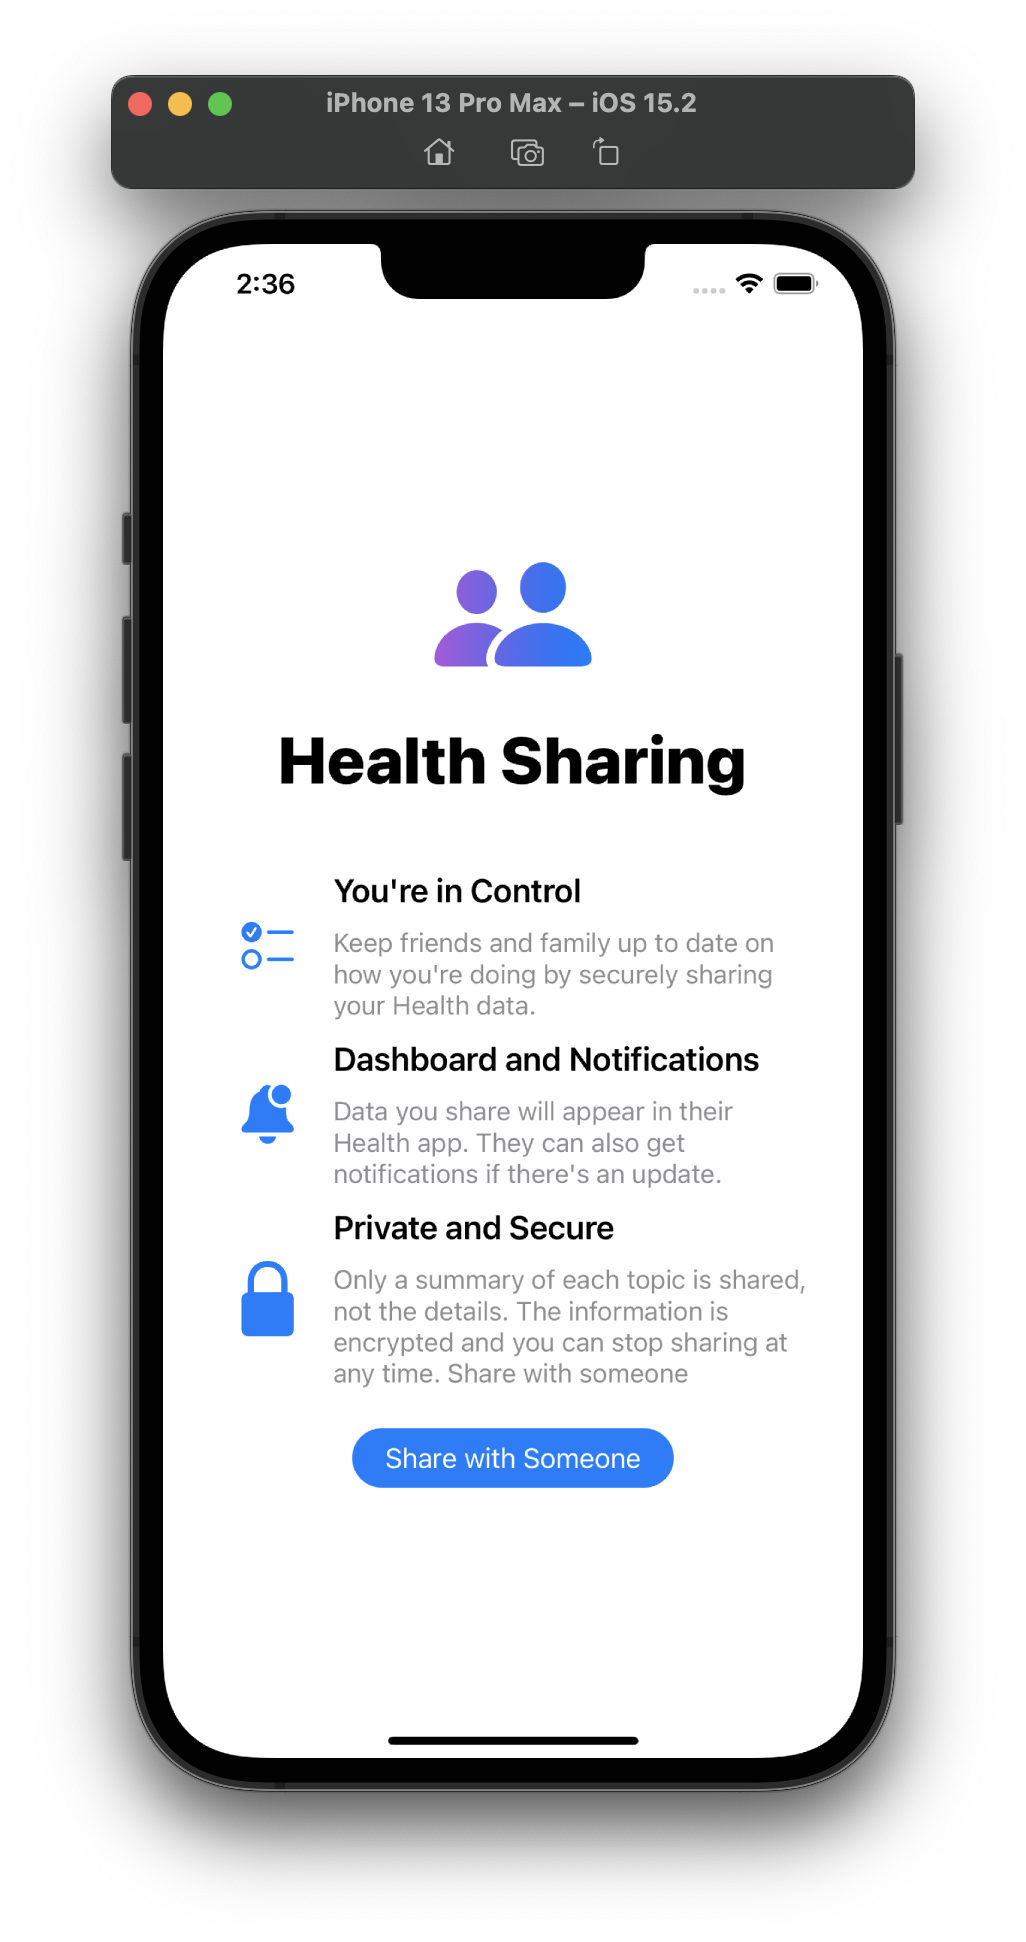 iPhone 13 Pro Max – iOS 15.2
2:36
Health Sharing
You're in Control
Keep friends and family up to date on
how you're doing by securely sharing
your Health data.
Dashboard and Notifications
Data you share will appear in their
Health app. They can also get
notifications if there's an update.
Private and Secure
Only a summary of each topic is shared,
not the details. The information is
encrypted and you can stop sharing at
any time. Share with someone
Share with Someone